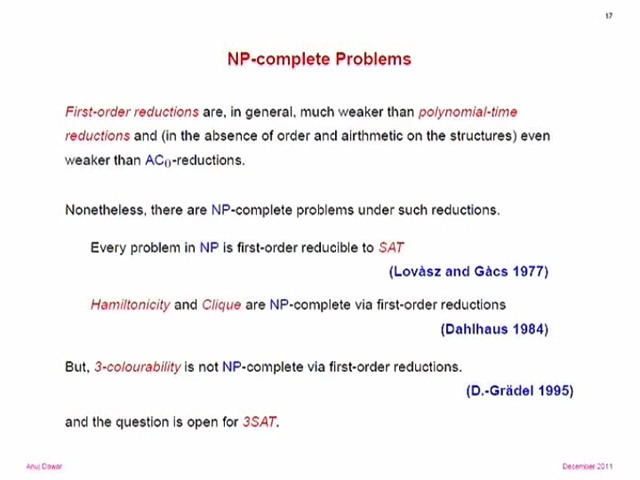 17
NP-complete Problems
First-order reductions are, in general, much weaker than polynomial-time
reductions and (in the absence of order and airthmetic on the structures) even
weaker than AC₀-reductions.
Nonetheless, there are NP-complete problems under such reductions.
Every problem in NP is first-order reducible to SAT
(Lovàsz and Gàcs 1977)
Hamiltonicity and Clique are NP-complete via first-order reductions
(Dahlhaus 1984)
But, 3-colourability is not NP-complete via first-order reductions.
(D.-Grädel 1995)
and the question is open for 3SAT.
Anuj Dawar December 2011